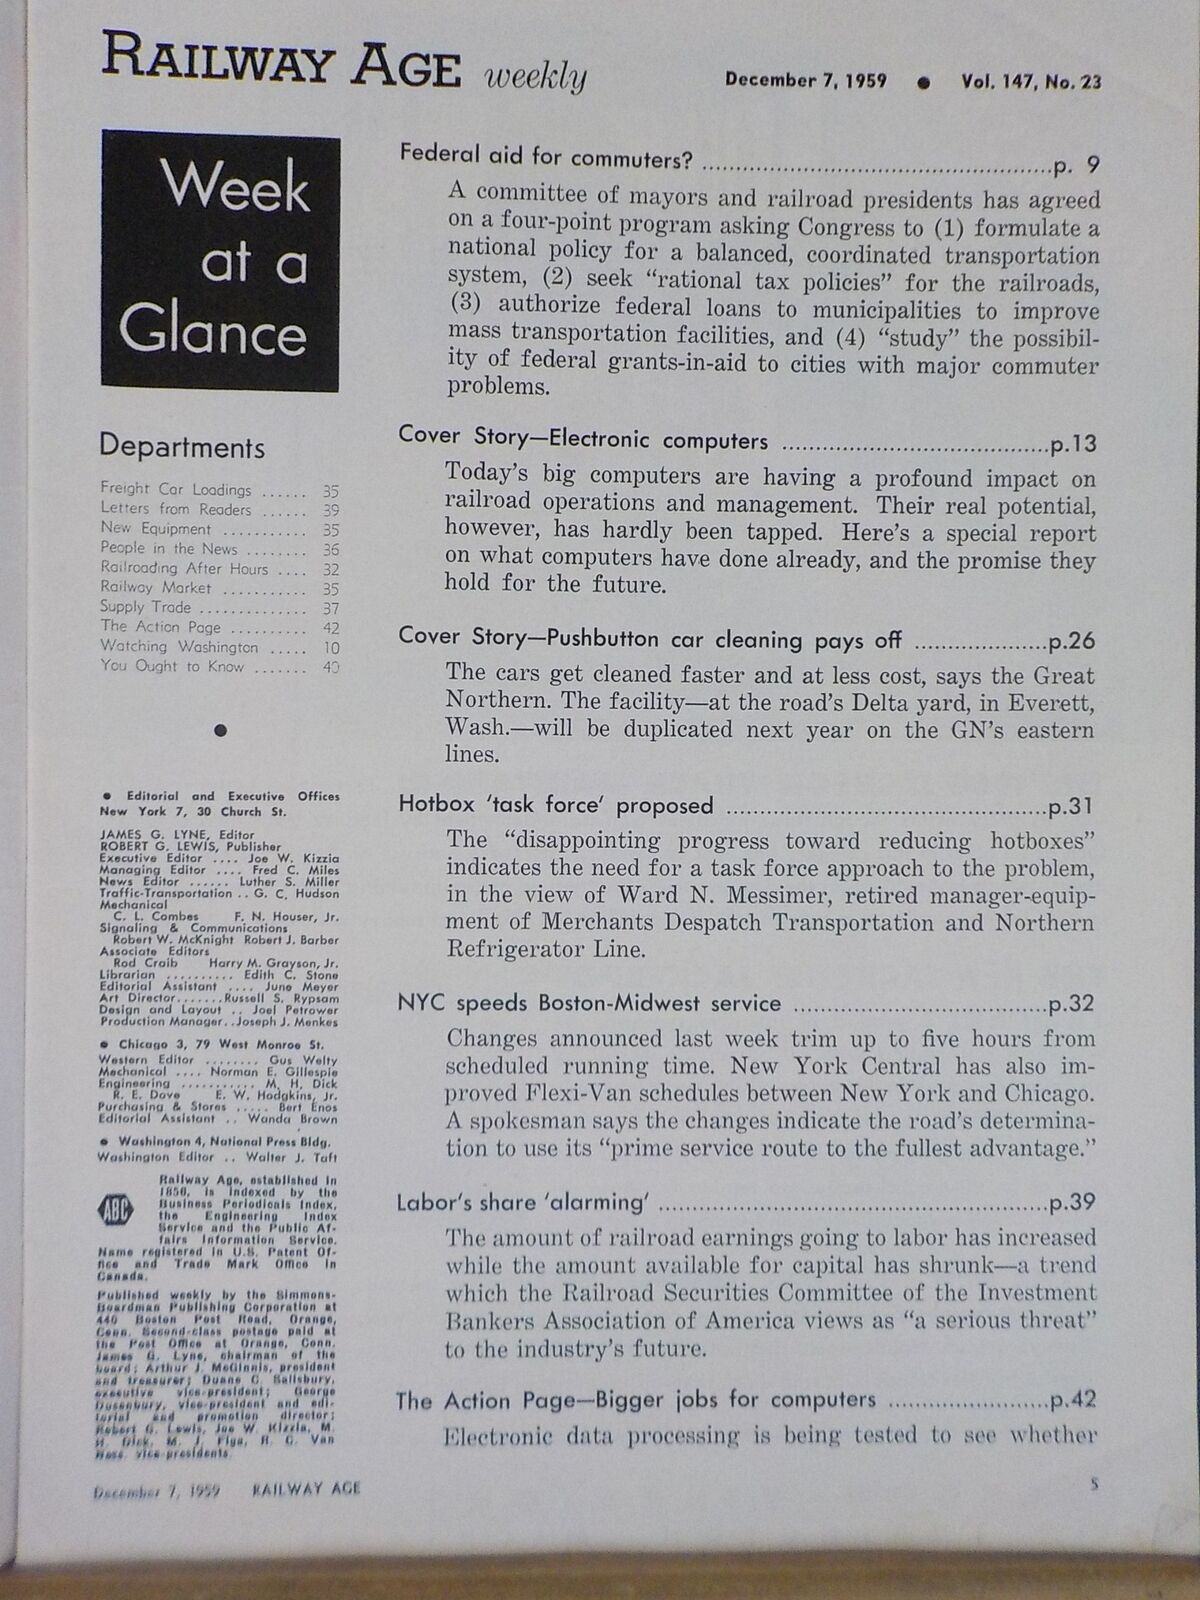 RAILWAY AGE weekly
December 7, 1959 ● Vol. 147, No. 23
Week
at a
Glance
Departments
Freight Car Loadings ...... 35
Letters from Readers ...... 39
New Equipment ........... 35
People in the News ........ 36
Railroading After Hours .... 32
Railway Market ........... 35
Supply Trade .............. 37
The Action Page .......... 42
Watching Washington ..... 10
You Ought to Know ....... 40
●
● Editorial and Executive Offices
New York 7, 30 Church St.
JAMES G. LYNE, Editor
ROBERT G. LEWIS, Publisher
Executive Editor .... Joe W. Kizzia
Managing Editor .... Fred C. Miles
News Editor ...... Luther S. Miller
Traffic-Transportation .. G. C. Hudson
Mechanical
C. L. Combes F. N. Houser, Jr.
Signaling & Communications
Robert W. McKnight Robert J. Barber
Associate Editors
Rod Craib Harry M. Grayson, Jr.
Librarian .......... Edith C. Stone
Editorial Assistant .... June Meyer
Art Director.......Russell S. Rypsam
Design and Layout .. Joel Petrower
Production Manager..Joseph J. Menkes
● Chicago 3, 79 West Monroe St.
Western Editor ........ Gus Welty
Mechanical .... Norman E. Gillespie
Engineering ........... M. H. Dick
R. E. Dove E. W. Hodgkins, Jr.
Purchasing & Stores ..... Bert Enos
Editorial Assistant .. Wanda Brown
● Washington 4, National Press Bldg.
Washington Editor .. Walter J. Taft
ABC
Railway Age, established in
1856, is indexed by the
Business Periodicals Index,
the Engineering Index
Service and the Public Af-
fairs Information Service.
Name registered in U.S. Patent Of-
fice and Trade Mark Office in
Canada.
Published weekly by the Simmons-
Boardman Publishing Corporation at
440 Boston Post Road, Orange,
Conn. Second-class postage paid at
the Post Office at Orange, Conn.
James G. Lyne, chairman of the
board; Arthur J. McGinnis, president
and treasurer; Duane C. Salisbury,
executive vice-president; George
Dusenbury, vice-president and edi-
torial and promotion director;
Robert G. Lewis, Joe W. Kizzia, M.
H. Dick, M. J. Figa, R. C. Van
Ness, vice-presidents.
Federal aid for commuters? ....................................................p. 9
A committee of mayors and railroad presidents has agreed
on a four-point program asking Congress to (1) formulate a
national policy for a balanced, coordinated transportation
system, (2) seek “rational tax policies” for the railroads,
(3) authorize federal loans to municipalities to improve
mass transportation facilities, and (4) “study” the possibil-
ity of federal grants-in-aid to cities with major commuter
problems.
Cover Story—Electronic computers .......................................p.13
Today’s big computers are having a profound impact on
railroad operations and management. Their real potential,
however, has hardly been tapped. Here’s a special report
on what computers have done already, and the promise they
hold for the future.
Cover Story—Pushbutton car cleaning pays off .....................p.26
The cars get cleaned faster and at less cost, says the Great
Northern. The facility—at the road’s Delta yard, in Everett,
Wash.—will be duplicated next year on the GN’s eastern
lines.
Hotbox ‘task force’ proposed ................................................p.31
The “disappointing progress toward reducing hotboxes”
indicates the need for a task force approach to the problem,
in the view of Ward N. Messimer, retired manager-equip-
ment of Merchants Despatch Transportation and Northern
Refrigerator Line.
NYC speeds Boston-Midwest service ......................................p.32
Changes announced last week trim up to five hours from
scheduled running time. New York Central has also im-
proved Flexi-Van schedules between New York and Chicago.
A spokesman says the changes indicate the road’s determina-
tion to use its “prime service route to the fullest advantage.”
Labor’s share ‘alarming’ ..........................................................p.39
The amount of railroad earnings going to labor has increased
while the amount available for capital has shrunk—a trend
which the Railroad Securities Committee of the Investment
Bankers Association of America views as “a serious threat”
to the industry’s future.
The Action Page—Bigger jobs for computers ........................p.42
Electronic data processing is being tested to see whether
December 7, 1959 RAILWAY AGE
5